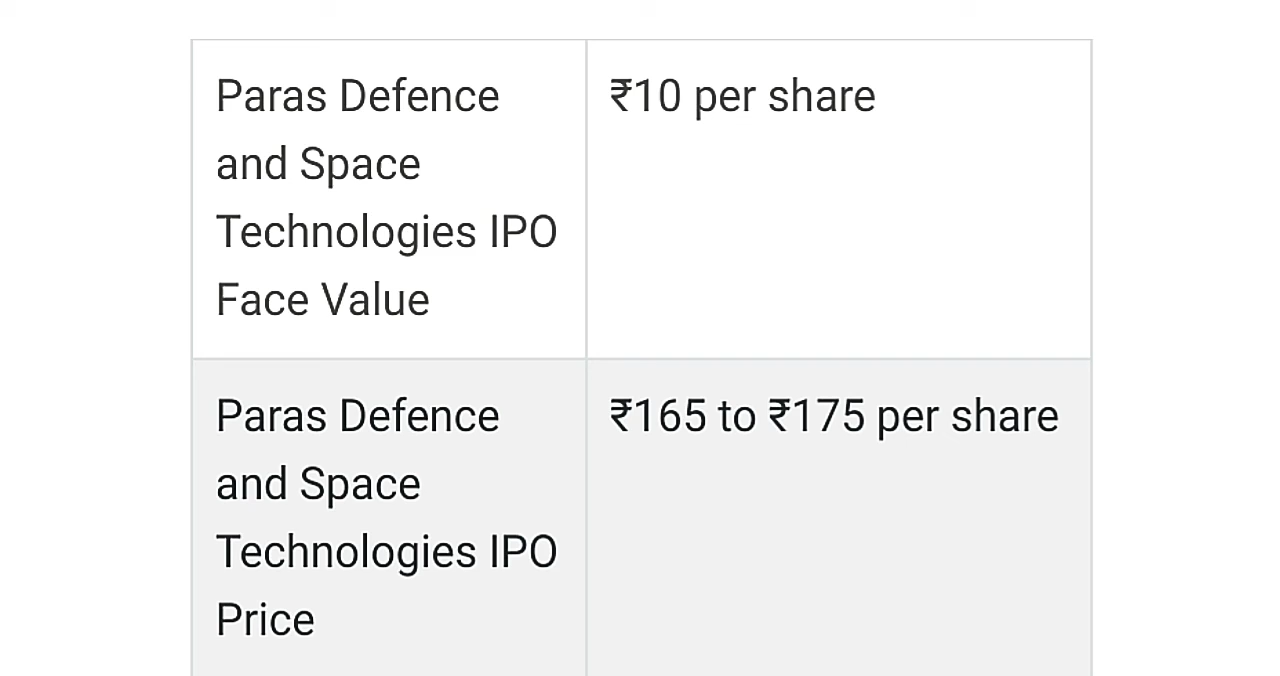 Paras Defence
and Space
Technologies IPO
Face Value
₹10 per share
Paras Defence
and Space
Technologies IPO
Price
₹165 to ₹175 per share